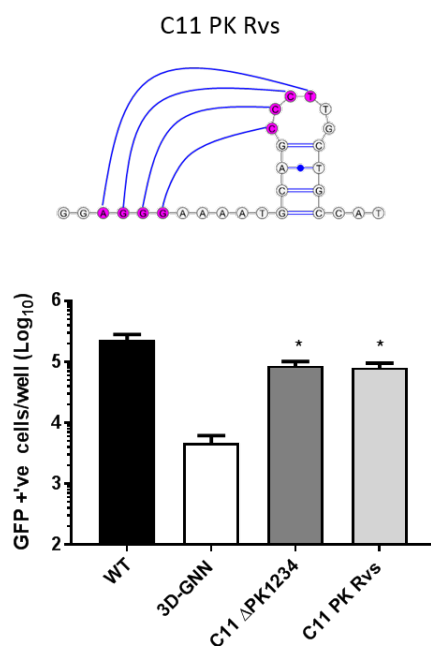 C11 PK Rvs
C T
C T
C G
G C
A T
C G
G G A G G G A A A A T G C C A T
GFP +'ve cells/well (Log10)
6
5
4
3
2
* *
WT
3D-GNN
C11 ΔPK1234
C11 PK Rvs